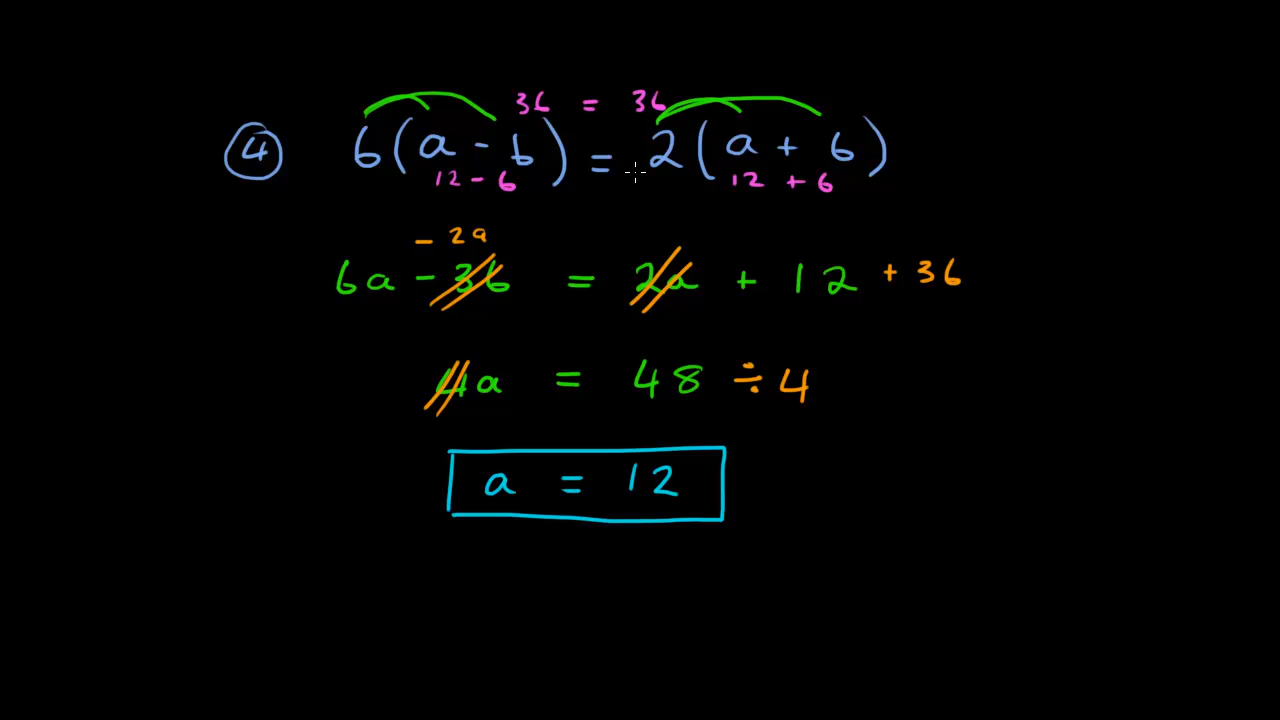 36 = 36
④ 6(a - 6) = 2(a + 6)
12 - 6 12 + 6
- 2a
6a - 36 = 2a + 12 + 36
4a = 48 ÷ 4
a = 12